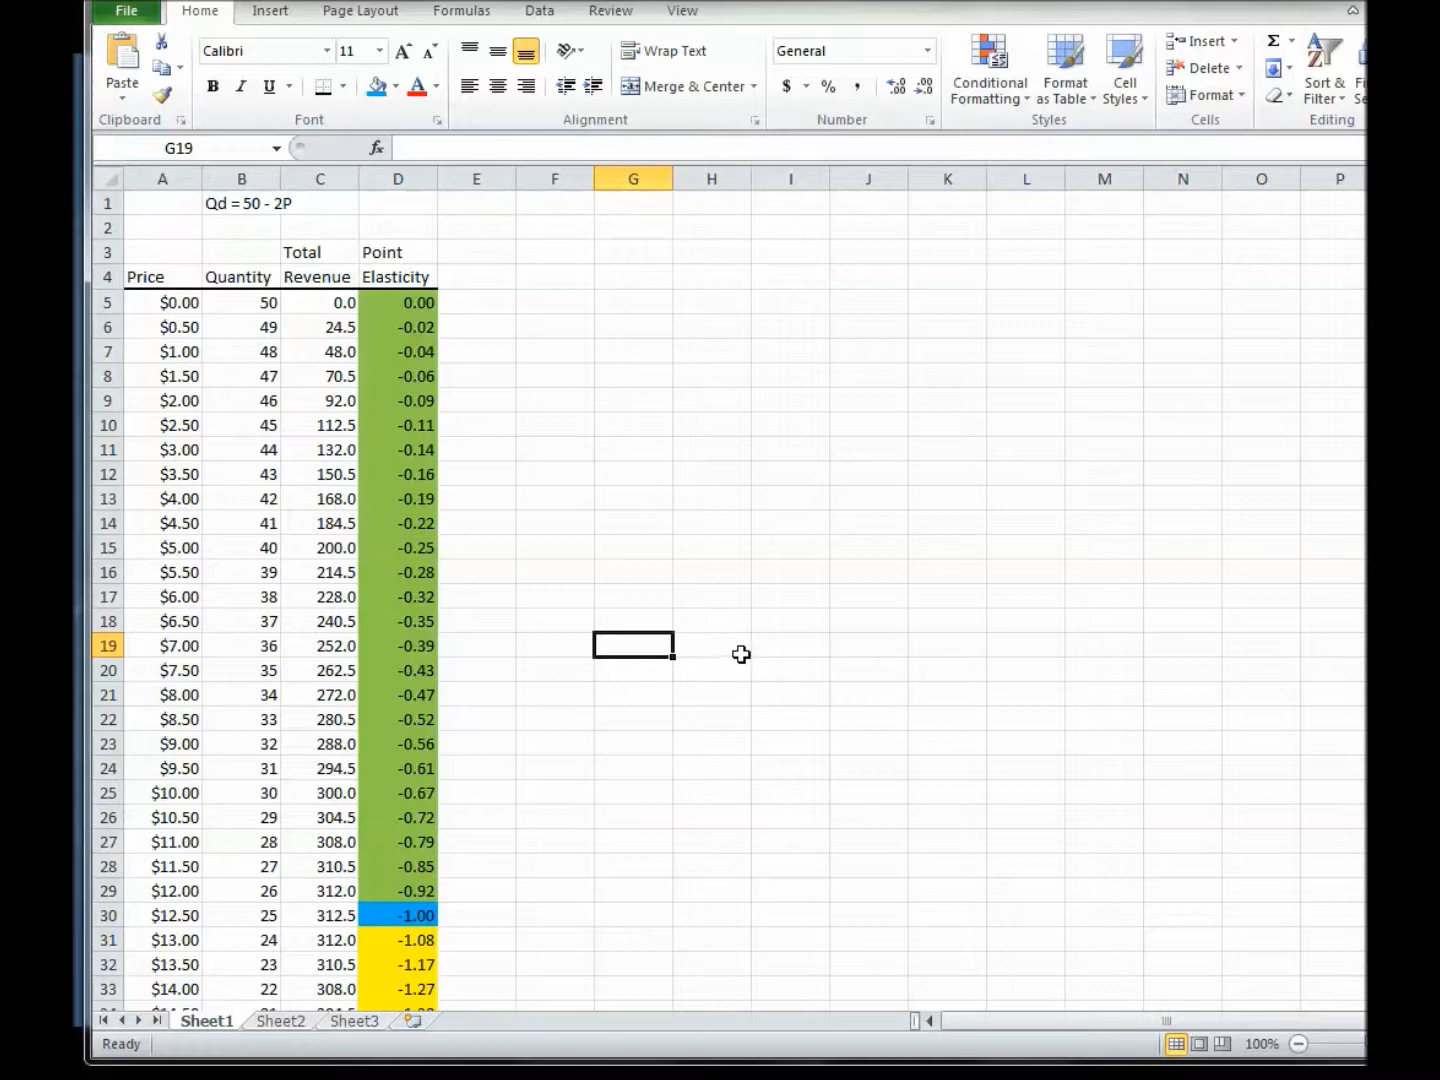 File Home Insert Page Layout Formulas Data Review View
Calibri 11 A A Wrap Text General Insert Σ
Paste B I U A Merge & Center $ % , .00 .00 Conditional Formatting Format as Table Cell Styles Delete Format Sort & Filter
Clipboard Font Alignment Number Styles Cells Editing
G19 fx
A B C D E F G H I J K L M N O P
1 Qd = 50 - 2P
2
3 Total Point
4 Price Quantity Revenue Elasticity
5 $0.00 50 0.0 0.00
6 $0.50 49 24.5 -0.02
7 $1.00 48 48.0 -0.04
8 $1.50 47 70.5 -0.06
9 $2.00 46 92.0 -0.09
10 $2.50 45 112.5 -0.11
11 $3.00 44 132.0 -0.14
12 $3.50 43 150.5 -0.16
13 $4.00 42 168.0 -0.19
14 $4.50 41 184.5 -0.22
15 $5.00 40 200.0 -0.25
16 $5.50 39 214.5 -0.28
17 $6.00 38 228.0 -0.32
18 $6.50 37 240.5 -0.35
19 $7.00 36 252.0 -0.39
20 $7.50 35 262.5 -0.43
21 $8.00 34 272.0 -0.47
22 $8.50 33 280.5 -0.52
23 $9.00 32 288.0 -0.56
24 $9.50 31 294.5 -0.61
25 $10.00 30 300.0 -0.67
26 $10.50 29 304.5 -0.72
27 $11.00 28 308.0 -0.79
28 $11.50 27 310.5 -0.85
29 $12.00 26 312.0 -0.92
30 $12.50 25 312.5 -1.00
31 $13.00 24 312.0 -1.08
32 $13.50 23 310.5 -1.17
33 $14.00 22 308.0 -1.27
Sheet1 Sheet2 Sheet3
Ready 100%